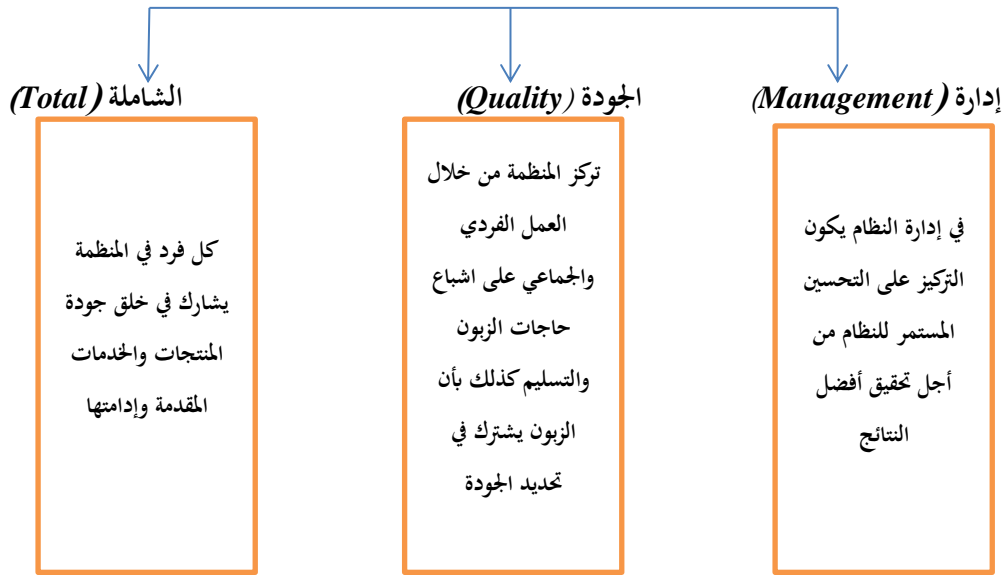 إدارة (Management)
في إدارة النظام يكون
التركيز على التحسين
المستمر للنظام من
أجل تحقيق أفضل
النتائج
الجودة (Quality)
تركز المنظمة من خلال
العمل الفردي
والجماعي على اشباع
حاجات الزبون
والتسليم كذلك بأن
الزبون يشترك في
تحديد الجودة
الشاملة (Total)
كل فرد في المنظمة
يشارك في خلق جودة
المنتجات والخدمات
المقدمة وإدامتها